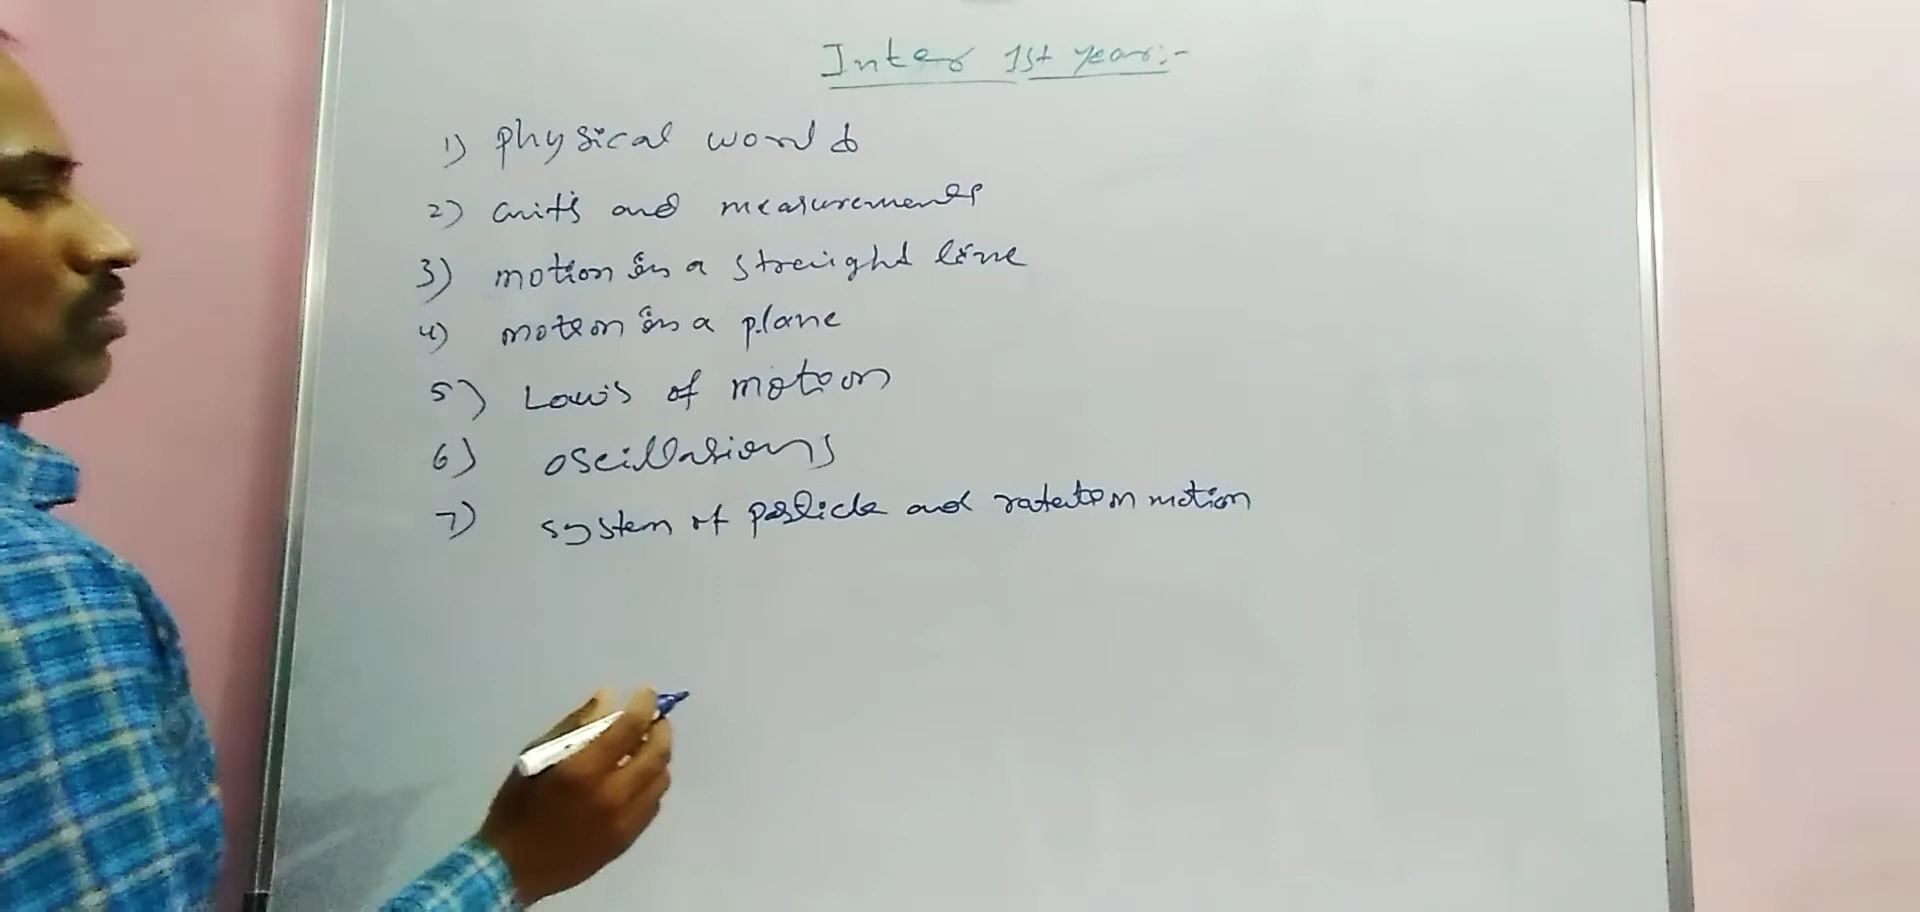 Inter 1st year:-
1) physical world
2) units and measurements
3) motion in a straight line
4) motion in a plane
5) Laws of motion
6) oscillations
7) system of particle and rotation motion